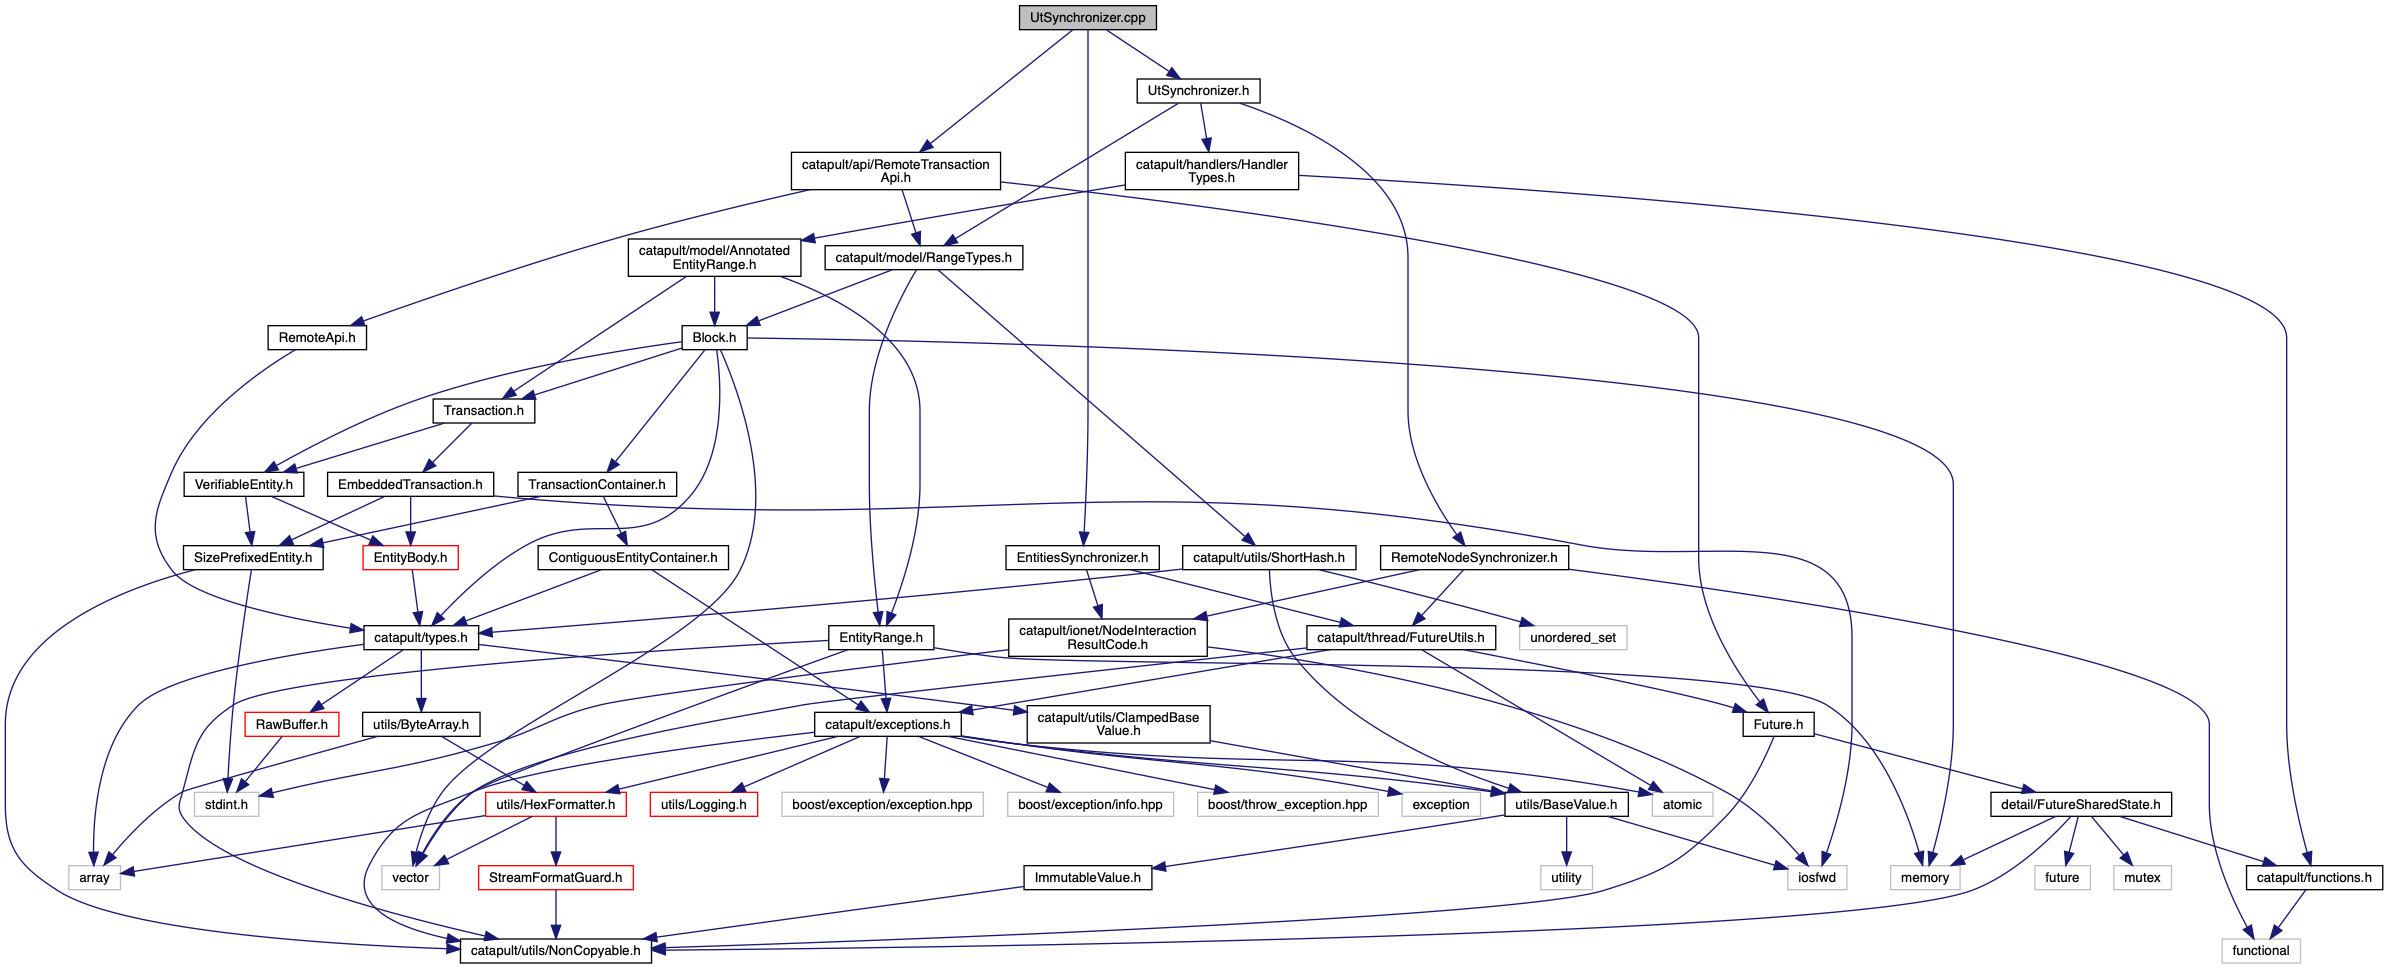 UtSynchronizer.cpp
UtSynchronizer.h
catapult/api/RemoteTransaction
Api.h
catapult/handlers/Handler
Types.h
catapult/model/Annotated
EntityRange.h
catapult/model/RangeTypes.h
RemoteApi.h
Block.h
Transaction.h
VerifiableEntity.h
EmbeddedTransaction.h
TransactionContainer.h
SizePrefixedEntity.h
EntityBody.h
ContiguousEntityContainer.h
EntitiesSynchronizer.h
catapult/utils/ShortHash.h
RemoteNodeSynchronizer.h
catapult/types.h
EntityRange.h
catapult/ionet/NodeInteraction
ResultCode.h
catapult/thread/FutureUtils.h
unordered_set
RawBuffer.h
utils/ByteArray.h
catapult/exceptions.h
catapult/utils/ClampedBase
Value.h
Future.h
stdint.h
utils/HexFormatter.h
utils/Logging.h
boost/exception/exception.hpp
boost/exception/info.hpp
boost/throw_exception.hpp
exception
utils/BaseValue.h
atomic
detail/FutureSharedState.h
array
vector
StreamFormatGuard.h
ImmutableValue.h
utility
iosfwd
memory
future
mutex
catapult/functions.h
catapult/utils/NonCopyable.h
functional